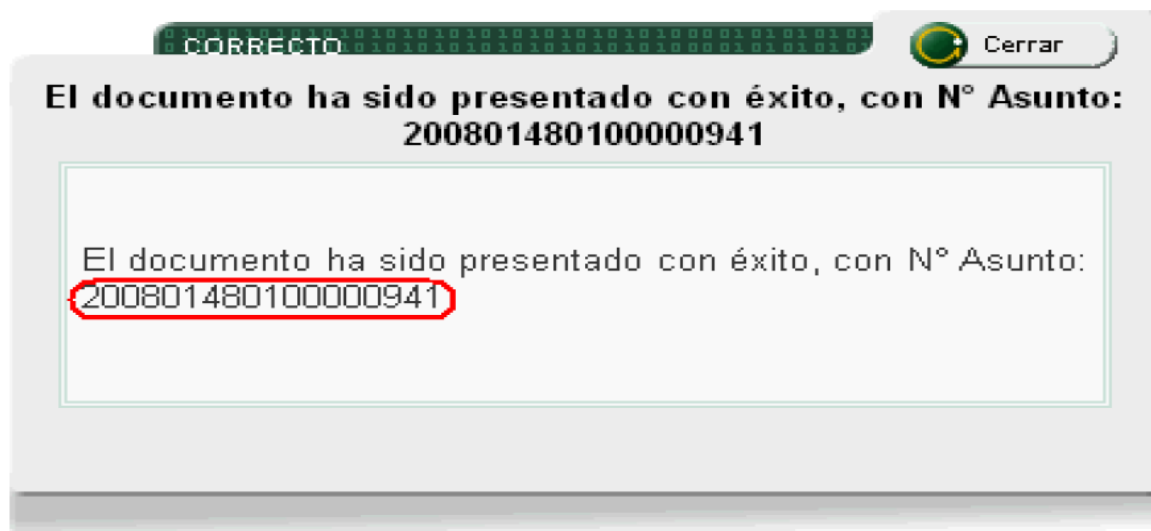 CORRECTO
Cerrar
El documento ha sido presentado con éxito, con N° Asunto:
200801480100000941
El documento ha sido presentado con éxito, con N° Asunto:
200801480100000941